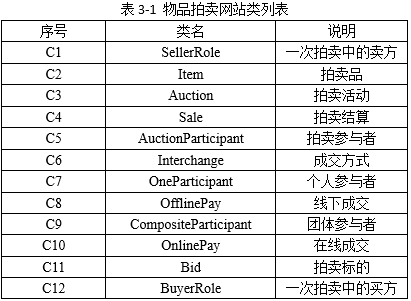 表 3-1 物品拍卖网站类列表
序号 类名 说明
C1 SellerRole 一次拍卖中的卖方
C2 Item 拍卖品
C3 Auction 拍卖活动
C4 Sale 拍卖结算
C5 AuctionParticipant 拍卖参与者
C6 Interchange 成交方式
C7 OneParticipant 个人参与者
C8 OfflinePay 线下成交
C9 CompositeParticipant 团体参与者
C10 OnlinePay 在线成交
C11 Bid 拍卖标的
C12 BuyerRole 一次拍卖中的买方